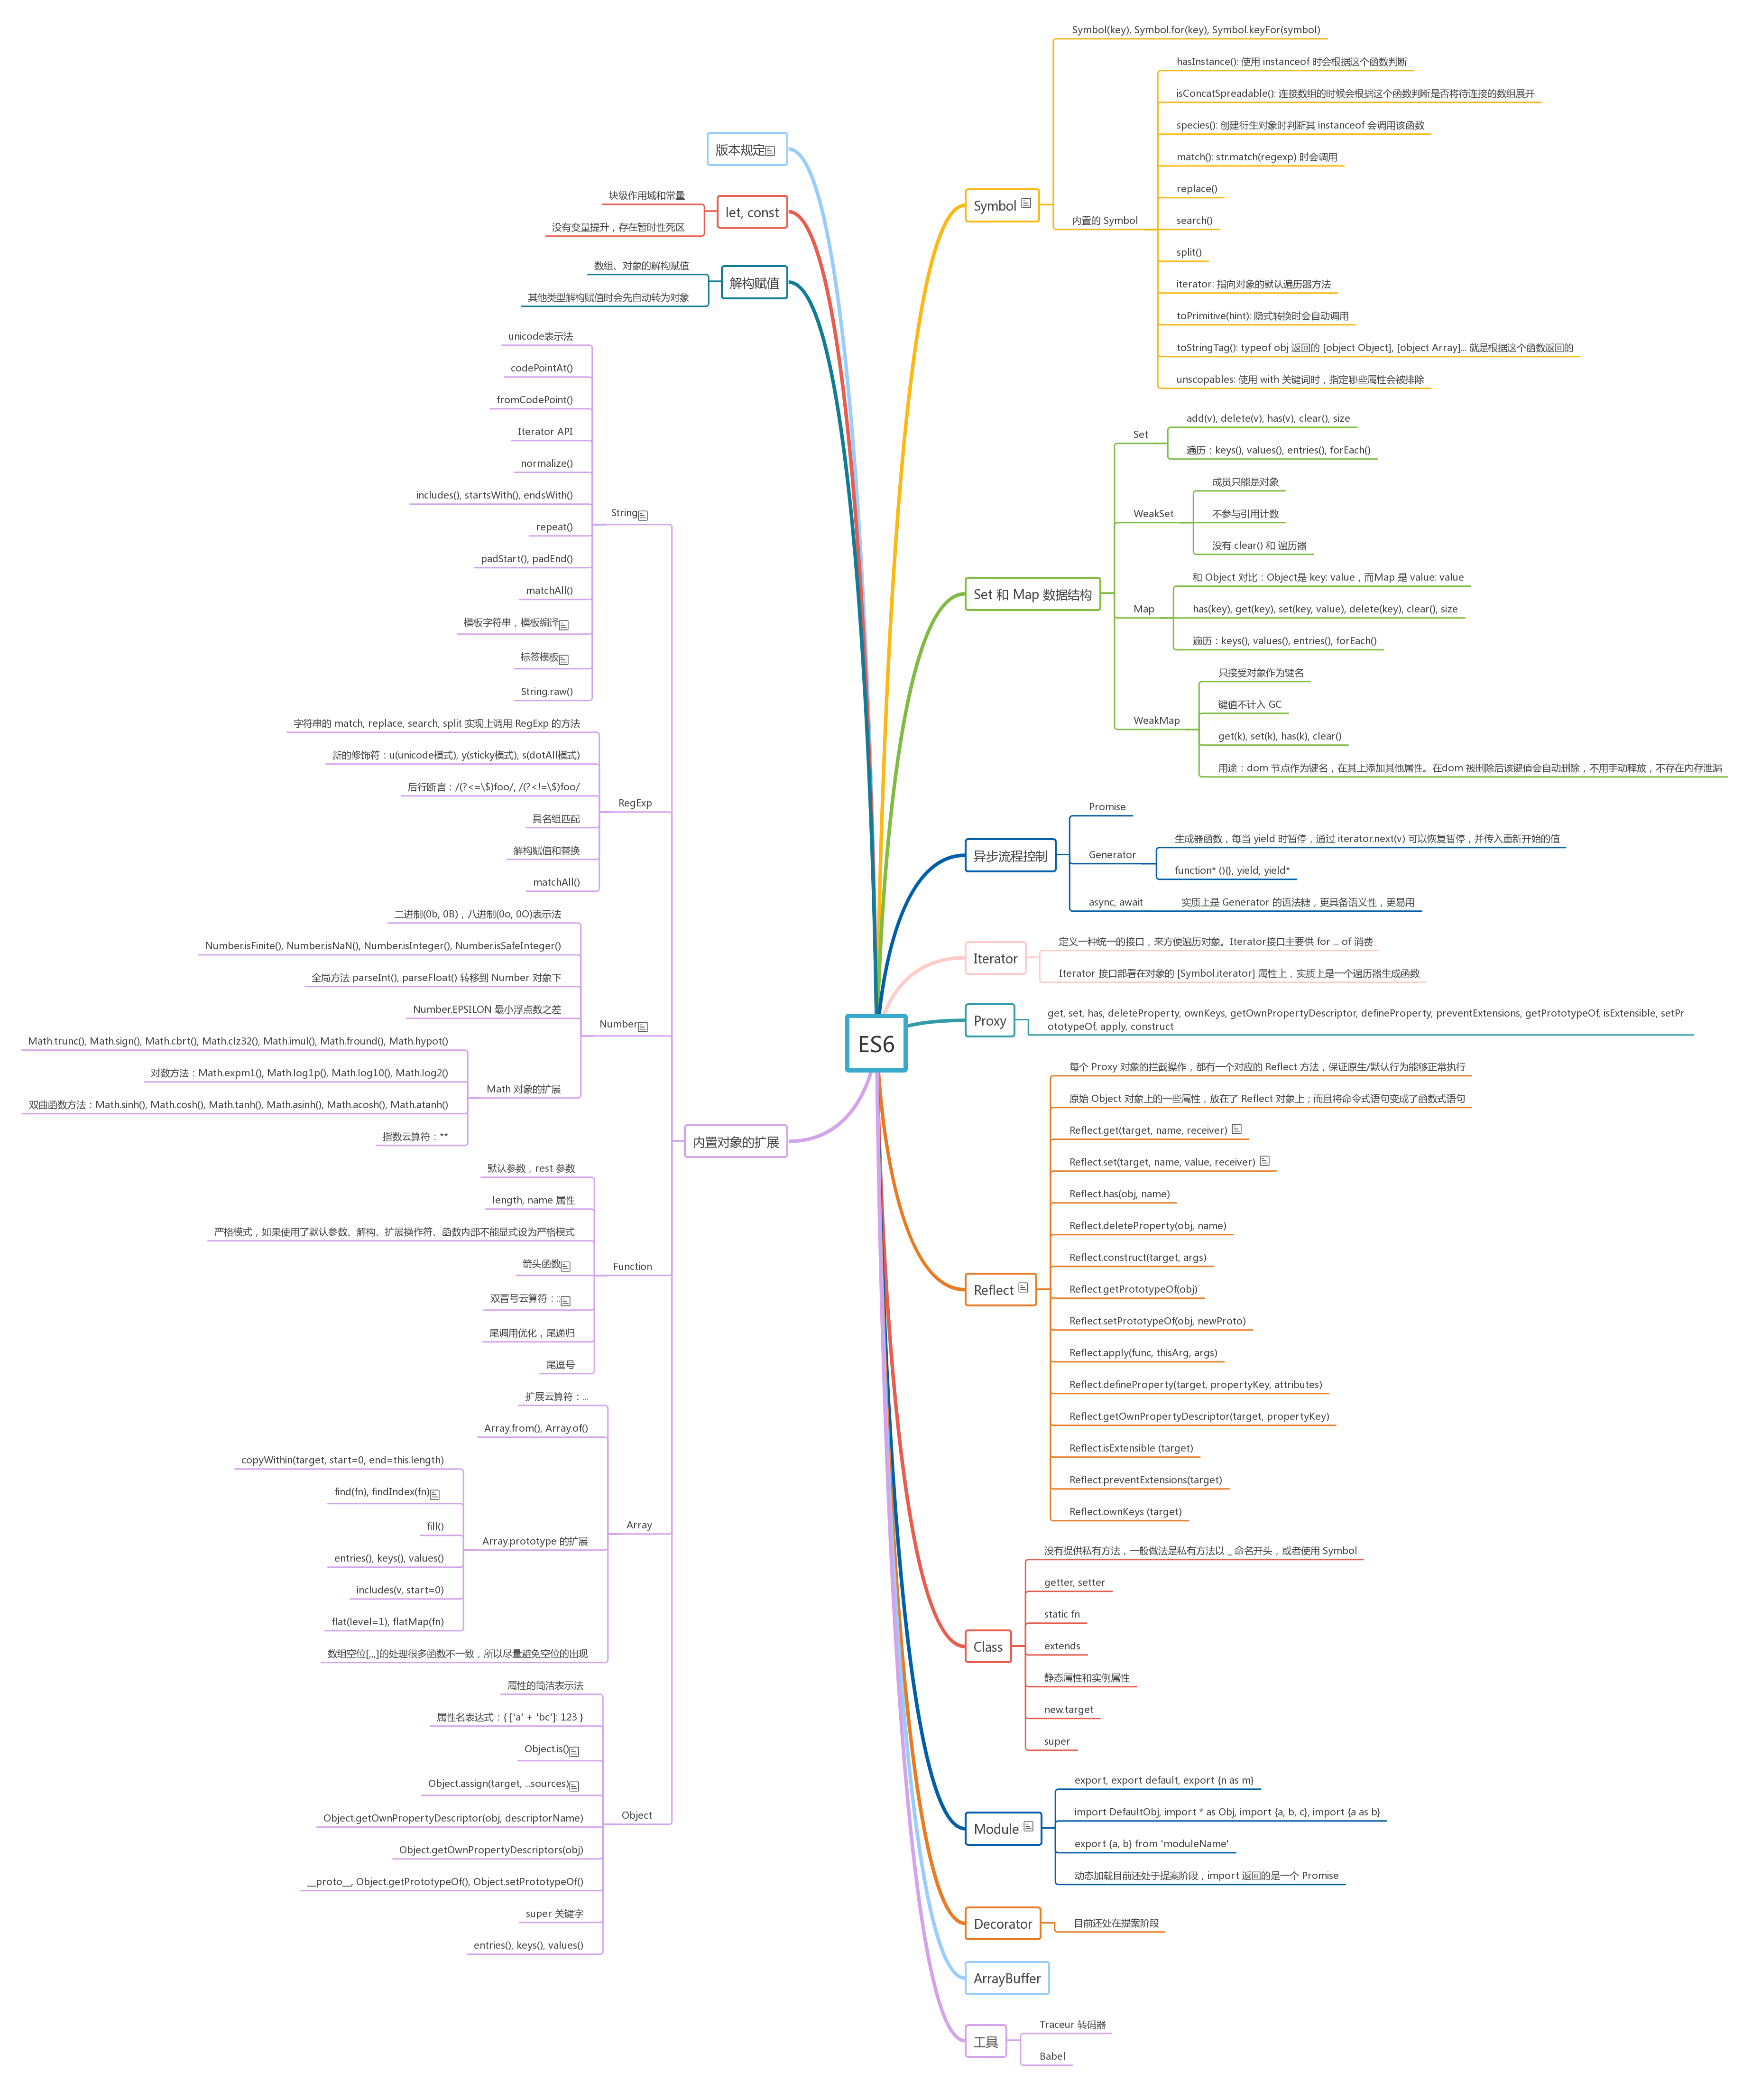 ES6
版本规定
let, const
块级作用域和常量
没有变量提升，存在暂时性死区
解构赋值
数组、对象的解构赋值
其他类型解构赋值时会先自动转为对象
内置对象的扩展
String
unicode表示法
codePointAt()
fromCodePoint()
Iterator API
normalize()
includes(), startsWith(), endsWith()
repeat()
padStart(), padEnd()
matchAll()
模板字符串，模板编译
标签模板
String.raw()
RegExp
字符串的 match, replace, search, split 实现上调用 RegExp 的方法
新的修饰符：u(unicode模式), y(sticky模式), s(dotAll模式)
后行断言：/(?<=\$)foo/, /(?<!=\$)foo/
具名组匹配
解构赋值和替换
matchAll()
Number
二进制(0b, 0B)，八进制(0o, 0O)表示法
Number.isFinite(), Number.isNaN(), Number.isInteger(), Number.isSafeInteger()
全局方法 parseInt(), parseFloat() 转移到 Number 对象下
Number.EPSILON 最小浮点数之差
Math 对象的扩展
Math.trunc(), Math.sign(), Math.cbrt(), Math.clz32(), Math.imul(), Math.fround(), Math.hypot()
对数方法：Math.expm1(), Math.log1p(), Math.log10(), Math.log2()
双曲函数方法：Math.sinh(), Math.cosh(), Math.tanh(), Math.asinh(), Math.acosh(), Math.atanh()
指数云算符：**
Function
默认参数，rest 参数
length, name 属性
严格模式，如果使用了默认参数、解构、扩展操作符、函数内部不能显式设为严格模式
箭头函数
双冒号云算符：::
尾调用优化，尾递归
尾逗号
Array
扩展云算符：...
Array.from(), Array.of()
Array.prototype 的扩展
copyWithin(target, start=0, end=this.length)
find(fn), findIndex(fn)
fill()
entries(), keys(), values()
includes(v, start=0)
flat(level=1), flatMap(fn)
数组空位[,,,]的处理很多函数不一致，所以尽量避免空位的出现
Object
属性的简洁表示法
属性名表达式：{ ['a' + 'bc']: 123 }
Object.is()
Object.assign(target, ...sources)
Object.getOwnPropertyDescriptor(obj, descriptorName)
Object.getOwnPropertyDescriptors(obj)
__proto__, Object.getPrototypeOf(), Object.setPrototypeOf()
super 关键字
entries(), keys(), values()
Symbol
Symbol(key), Symbol.for(key), Symbol.keyFor(symbol)
内置的 Symbol
hasInstance(): 使用 instanceof 时会根据这个函数判断
isConcatSpreadable(): 连接数组的时候会根据这个函数判断是否将待连接的数组展开
species(): 创建衍生对象时判断其 instanceof 会调用该函数
match(): str.match(regexp) 时会调用
replace()
search()
split()
iterator: 指向对象的默认遍历器方法
toPrimitive(hint): 隐式转换时会自动调用
toStringTag(): typeof obj 返回的 [object Object], [object Array]... 就是根据这个函数返回的
unscopables: 使用 with 关键词时，指定哪些属性会被排除
Set 和 Map 数据结构
Set
add(v), delete(v), has(v), clear(), size
遍历：keys(), values(), entries(), forEach()
WeakSet
成员只能是对象
不参与引用计数
没有 clear() 和 遍历器
Map
和 Object 对比：Object是 key: value，而Map 是 value: value
has(key), get(key), set(key, value), delete(key), clear(), size
遍历：keys(), values(), entries(), forEach()
WeakMap
只接受对象作为键名
键值不计入 GC
get(k), set(k), has(k), clear()
用途：dom 节点作为键名，在其上添加其他属性。在dom 被删除后该键值会自动删除，不用手动释放，不存在内存泄漏
异步流程控制
Promise
Generator
生成器函数，每当 yield 时暂停，通过 iterator.next(v) 可以恢复暂停，并传入重新开始的值
function* (){}, yield, yield*
async, await
实质上是 Generator 的语法糖，更具备语义性，更易用
Iterator
定义一种统一的接口，来方便遍历对象。Iterator接口主要供 for ... of 消费
Iterator 接口部署在对象的 [Symbol.iterator] 属性上，实质上是一个遍历器生成函数
Proxy
get, set, has, deleteProperty, ownKeys, getOwnPropertyDescriptor, defineProperty, preventExtensions, getPrototypeOf, isExtensible, setPr
ototypeOf, apply, construct
Reflect
每个 Proxy 对象的拦截操作，都有一个对应的 Reflect 方法，保证原生/默认行为能够正常执行
原始 Object 对象上的一些属性，放在了 Reflect 对象上；而且将命令式语句变成了函数式语句
Reflect.get(target, name, receiver)
Reflect.set(target, name, value, receiver)
Reflect.has(obj, name)
Reflect.deleteProperty(obj, name)
Reflect.construct(target, args)
Reflect.getPrototypeOf(obj)
Reflect.setPrototypeOf(obj, newProto)
Reflect.apply(func, thisArg, args)
Reflect.defineProperty(target, propertyKey, attributes)
Reflect.getOwnPropertyDescriptor(target, propertyKey)
Reflect.isExtensible (target)
Reflect.preventExtensions(target)
Reflect.ownKeys (target)
Class
没有提供私有方法，一般做法是私有方法以 _ 命名开头，或者使用 Symbol
getter, setter
static fn
extends
静态属性和实例属性
new.target
super
Module
export, export default, export {n as m}
import DefaultObj, import * as Obj, import {a, b, c}, import {a as b}
export {a, b} from 'moduleName'
动态加载目前还处于提案阶段，import 返回的是一个 Promise
Decorator
目前还处在提案阶段
ArrayBuffer
工具
Traceur 转码器
Babel